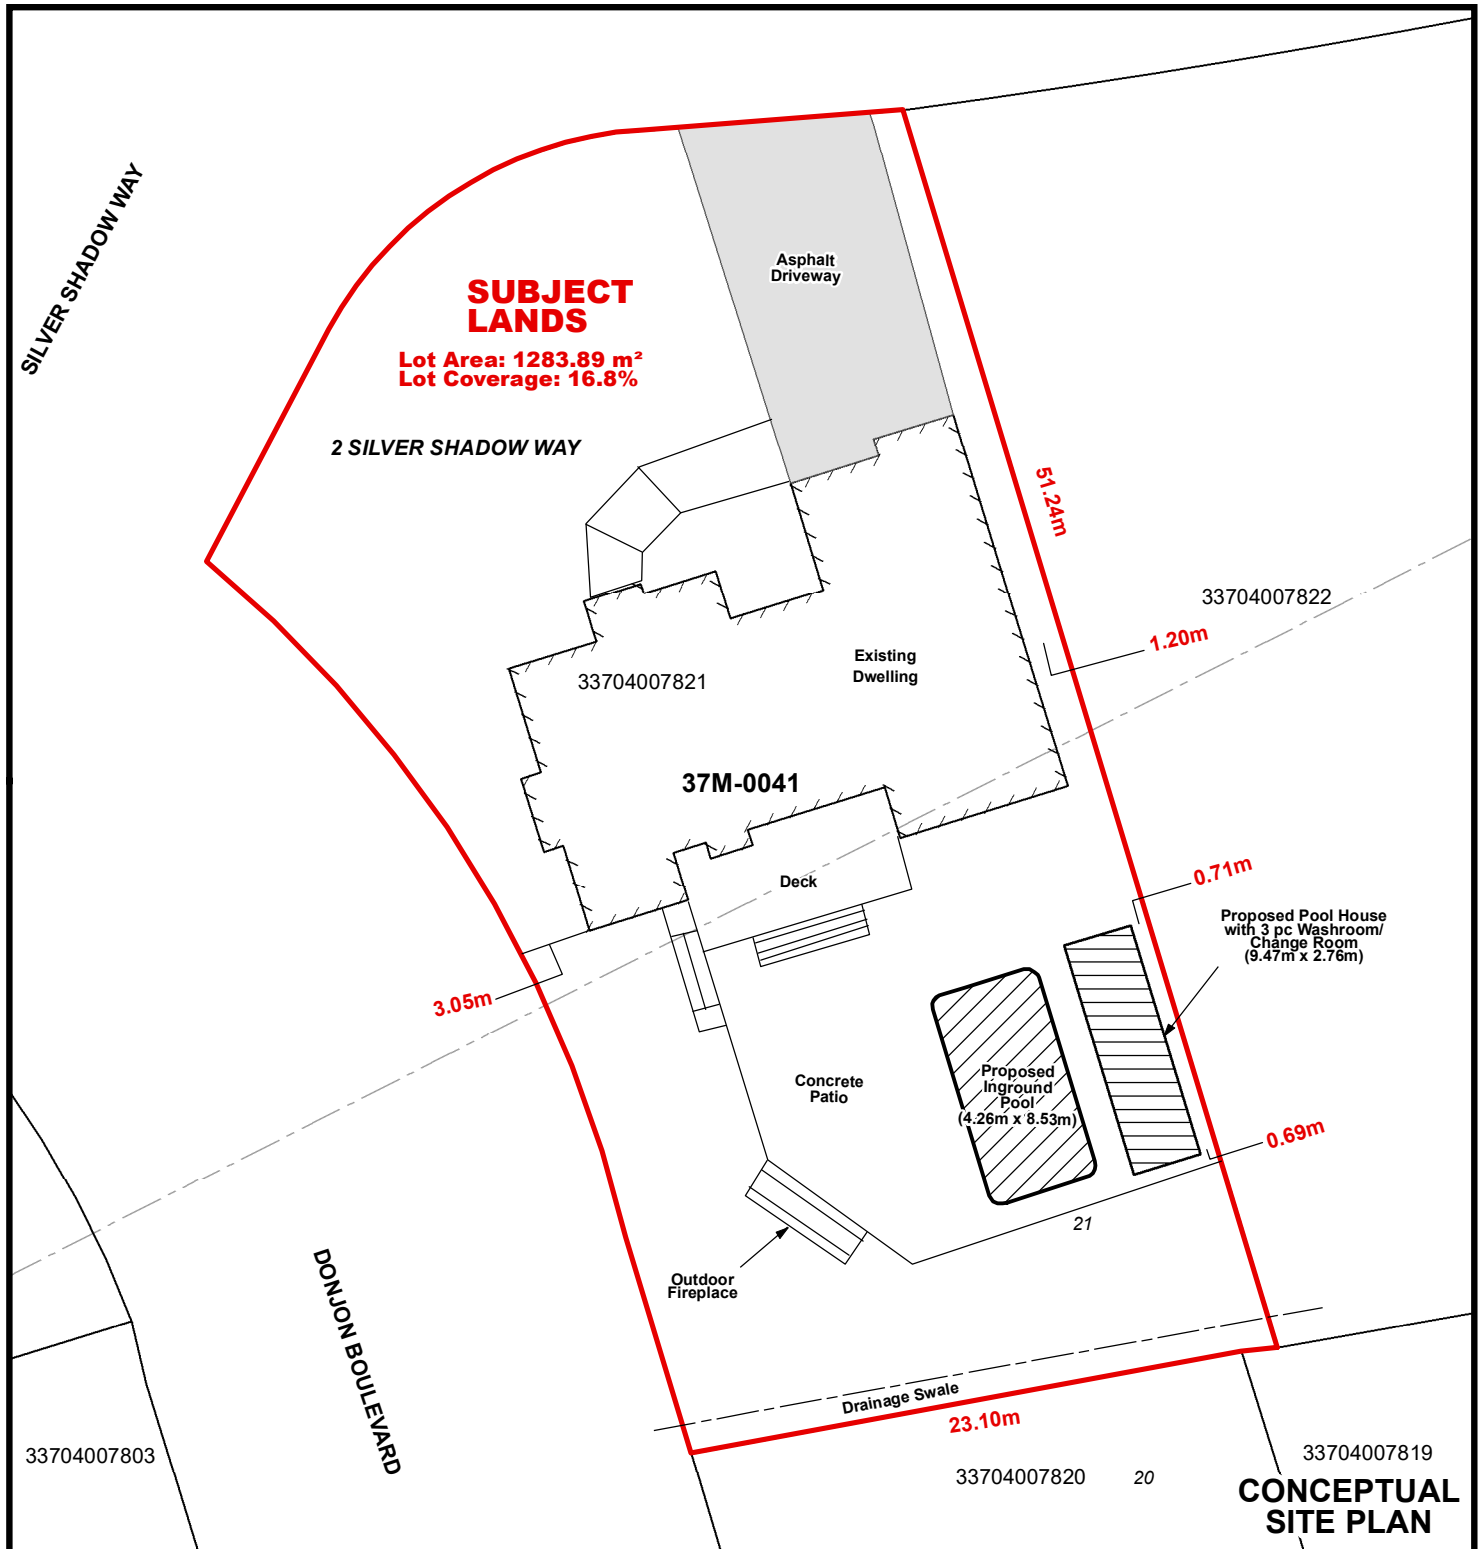 SILVER SHADOW WAY
Asphalt
Driveway
SUBJECT
LANDS
Lot Area: 1283.89 m²
Lot Coverage: 16.8%
2 SILVER SHADOW WAY
51.24m
33704007822
1.20m
Existing
Dwelling
33704007821
37M-0041
Deck
0.71m
Proposed Pool House
with 3 pc Washroom/
Change Room
(9.47m x 2.76m)
3.05m
Concrete
Patio
Proposed
Inground
Pool
(4.26m x 8.53m)
0.69m
21
Outdoor
Fireplace
DONJON BOULEVARD
Drainage Swale
23.10m
33704007803
33704007820
20
33704007819
CONCEPTUAL
SITE PLAN